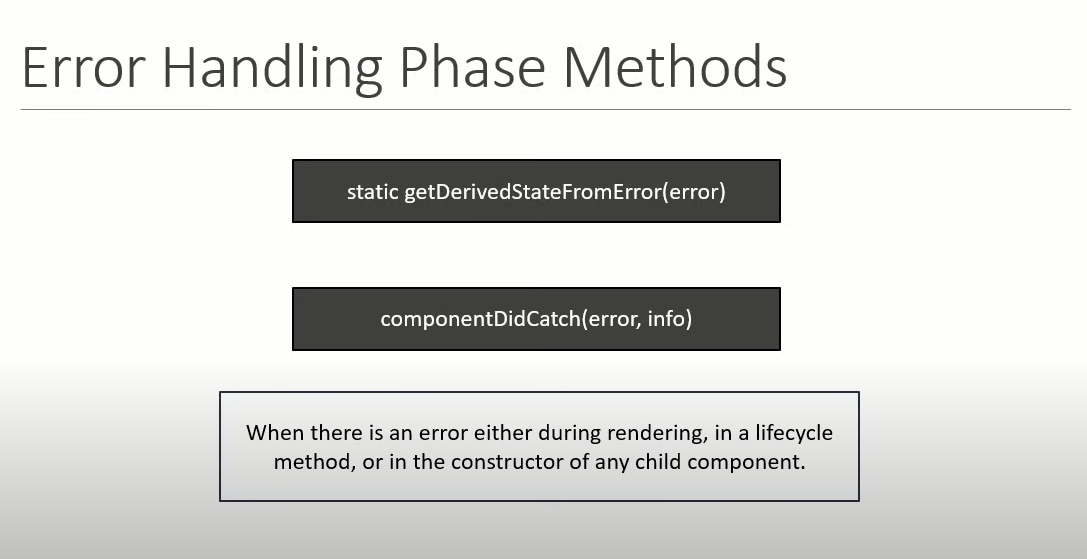 Error Handling Phase Methods
static getDerivedStateFromError(error)
componentDidCatch(error, info)
When there is an error either during rendering, in a lifecycle
method, or in the constructor of any child component.